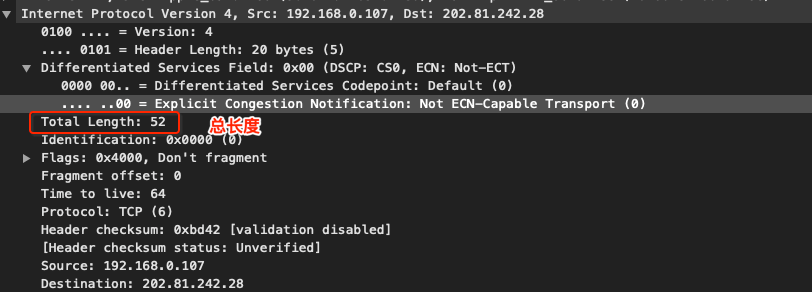 Internet Protocol Version 4, Src: 192.168.0.107, Dst: 202.81.242.28
0100 .... = Version: 4
.... 0101 = Header Length: 20 bytes (5)
Differentiated Services Field: 0x00 (DSCP: CS0, ECN: Not-ECT)
0000 00.. = Differentiated Services Codepoint: Default (0)
.... ..00 = Explicit Congestion Notification: Not ECN-Capable Transport (0)
Total Length: 52 总长度
Identification: 0x0000 (0)
Flags: 0x4000, Don't fragment
Fragment offset: 0
Time to live: 64
Protocol: TCP (6)
Header checksum: 0xbd42 [validation disabled]
[Header checksum status: Unverified]
Source: 192.168.0.107
Destination: 202.81.242.28